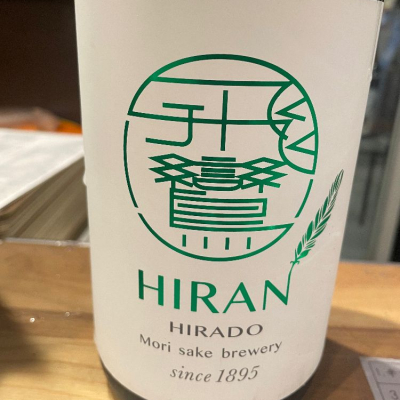 HIRAN
HIRADO
Mori sake brewery
since 1895